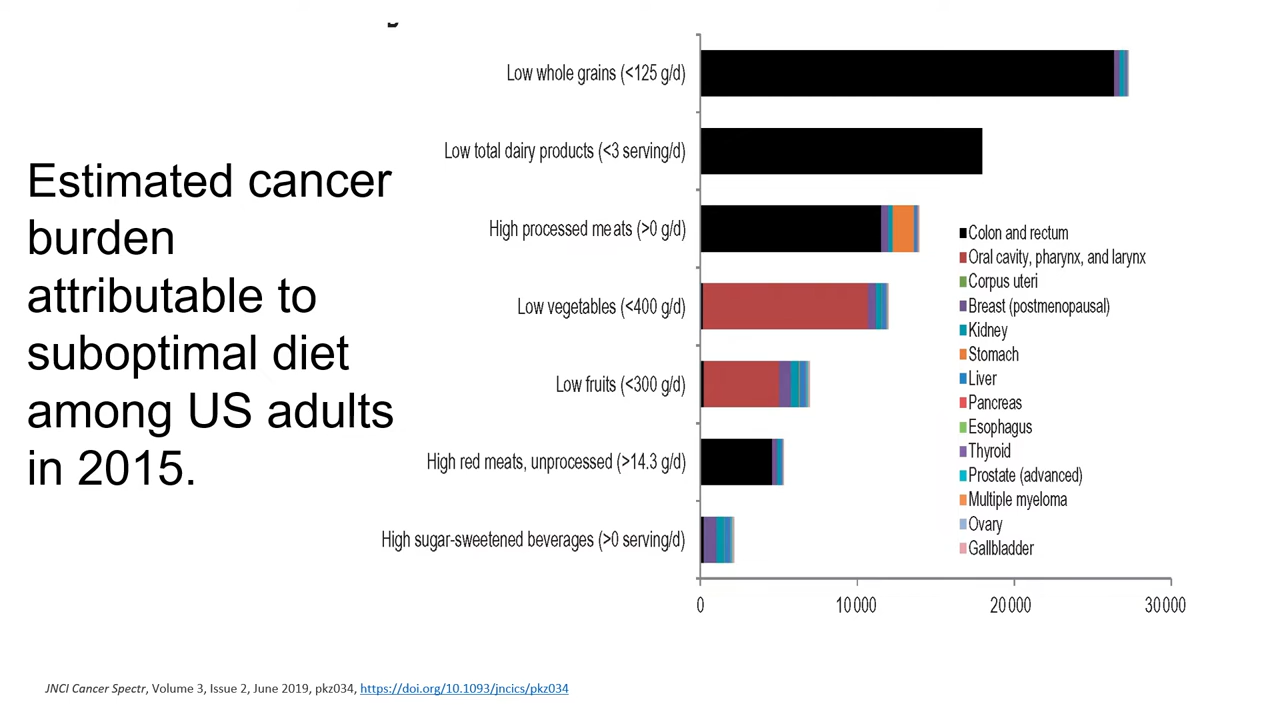 Estimated cancer
burden
attributable to
suboptimal diet
among US adults
in 2015.
Low whole grains (<125 g/d)
Low total dairy products (<3 serving/d)
High processed meats (>0 g/d)
Low vegetables (<400 g/d)
Low fruits (<300 g/d)
High red meats, unprocessed (>14.3 g/d)
High sugar-sweetened beverages (>0 serving/d)
Colon and rectum
Oral cavity, pharynx, and larynx
Corpus uteri
Breast (postmenopausal)
Kidney
Stomach
Liver
Pancreas
Esophagus
Thyroid
Prostate (advanced)
Multiple myeloma
Ovary
Gallbladder
0 10000 20000 30000
JNCI Cancer Spectr, Volume 3, Issue 2, June 2019, pkz034, https://doi.org/10.1093/jncics/pkz034